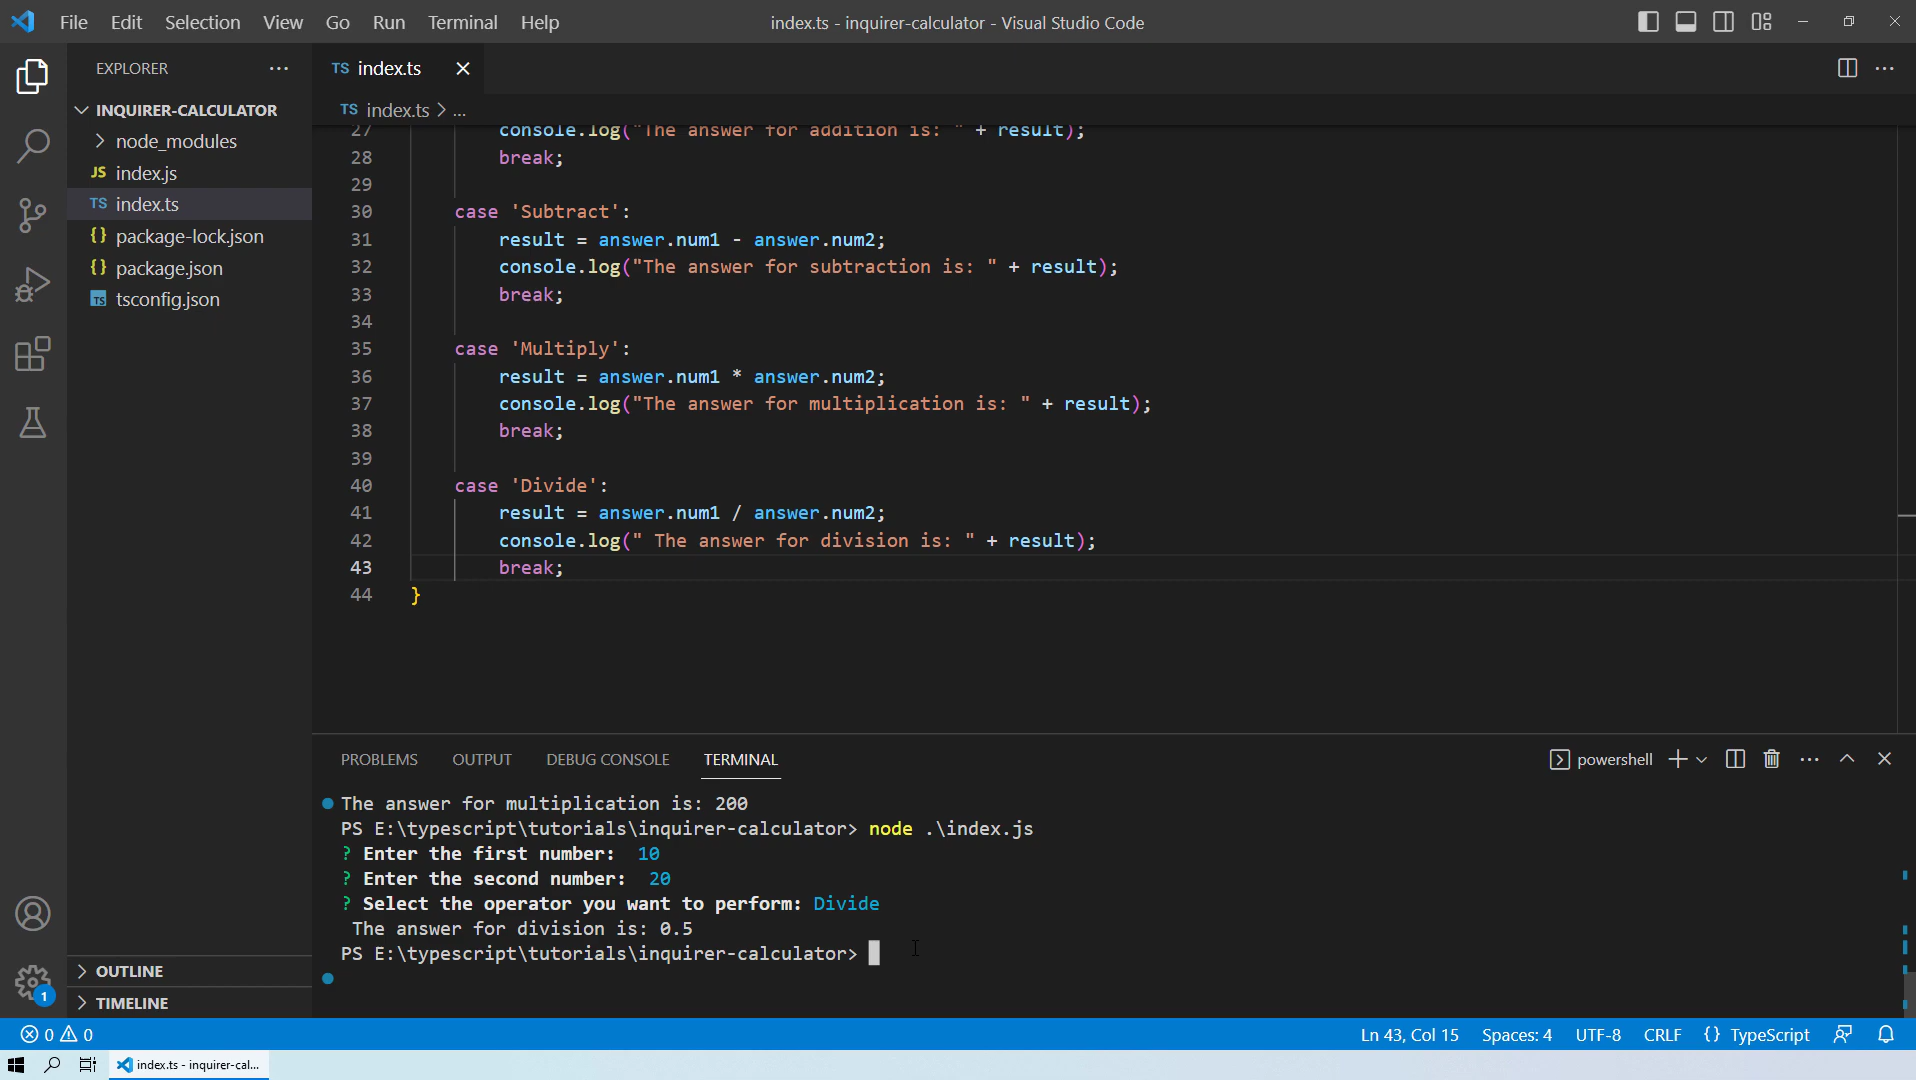 File Edit Selection View Go Run Terminal Help
index.ts - inquirer-calculator - Visual Studio Code
EXPLORER
INQUIRER-CALCULATOR
node_modules
JS index.js
TS index.ts
{} package-lock.json
{} package.json
TS tsconfig.json
OUTLINE
TIMELINE
TS index.ts
TS index.ts > ...
27 console.log("The answer for addition is: " + result);
28 break;
29
30 case 'Subtract':
31 result = answer.num1 - answer.num2;
32 console.log("The answer for subtraction is: " + result);
33 break;
34
35 case 'Multiply':
36 result = answer.num1 * answer.num2;
37 console.log("The answer for multiplication is: " + result);
38 break;
39
40 case 'Divide':
41 result = answer.num1 / answer.num2;
42 console.log(" The answer for division is: " + result);
43 break;
44 }
PROBLEMS OUTPUT DEBUG CONSOLE TERMINAL
powershell
The answer for multiplication is: 200
PS E:\typescript\tutorials\inquirer-calculator> node .\index.js
? Enter the first number: 10
? Enter the second number: 20
? Select the operator you want to perform: Divide
The answer for division is: 0.5
PS E:\typescript\tutorials\inquirer-calculator>
1
0 0
Ln 43, Col 15 Spaces: 4 UTF-8 CRLF {} TypeScript
index.ts - inquirer-cal...